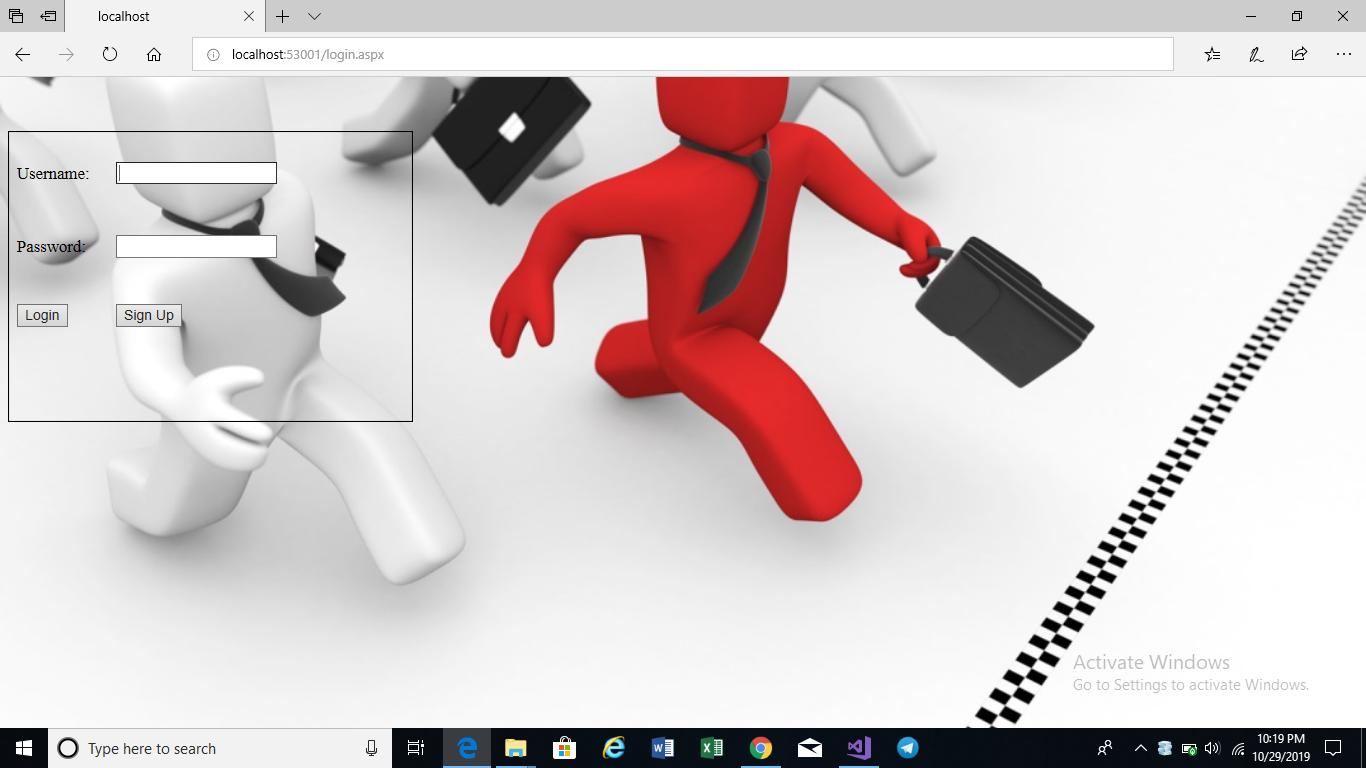 localhost
localhost:53001/login.aspx
Username:
Password:
Login
Sign Up
Activate Windows
Go to Settings to activate Windows.
Type here to search
10:19 PM
10/29/2019